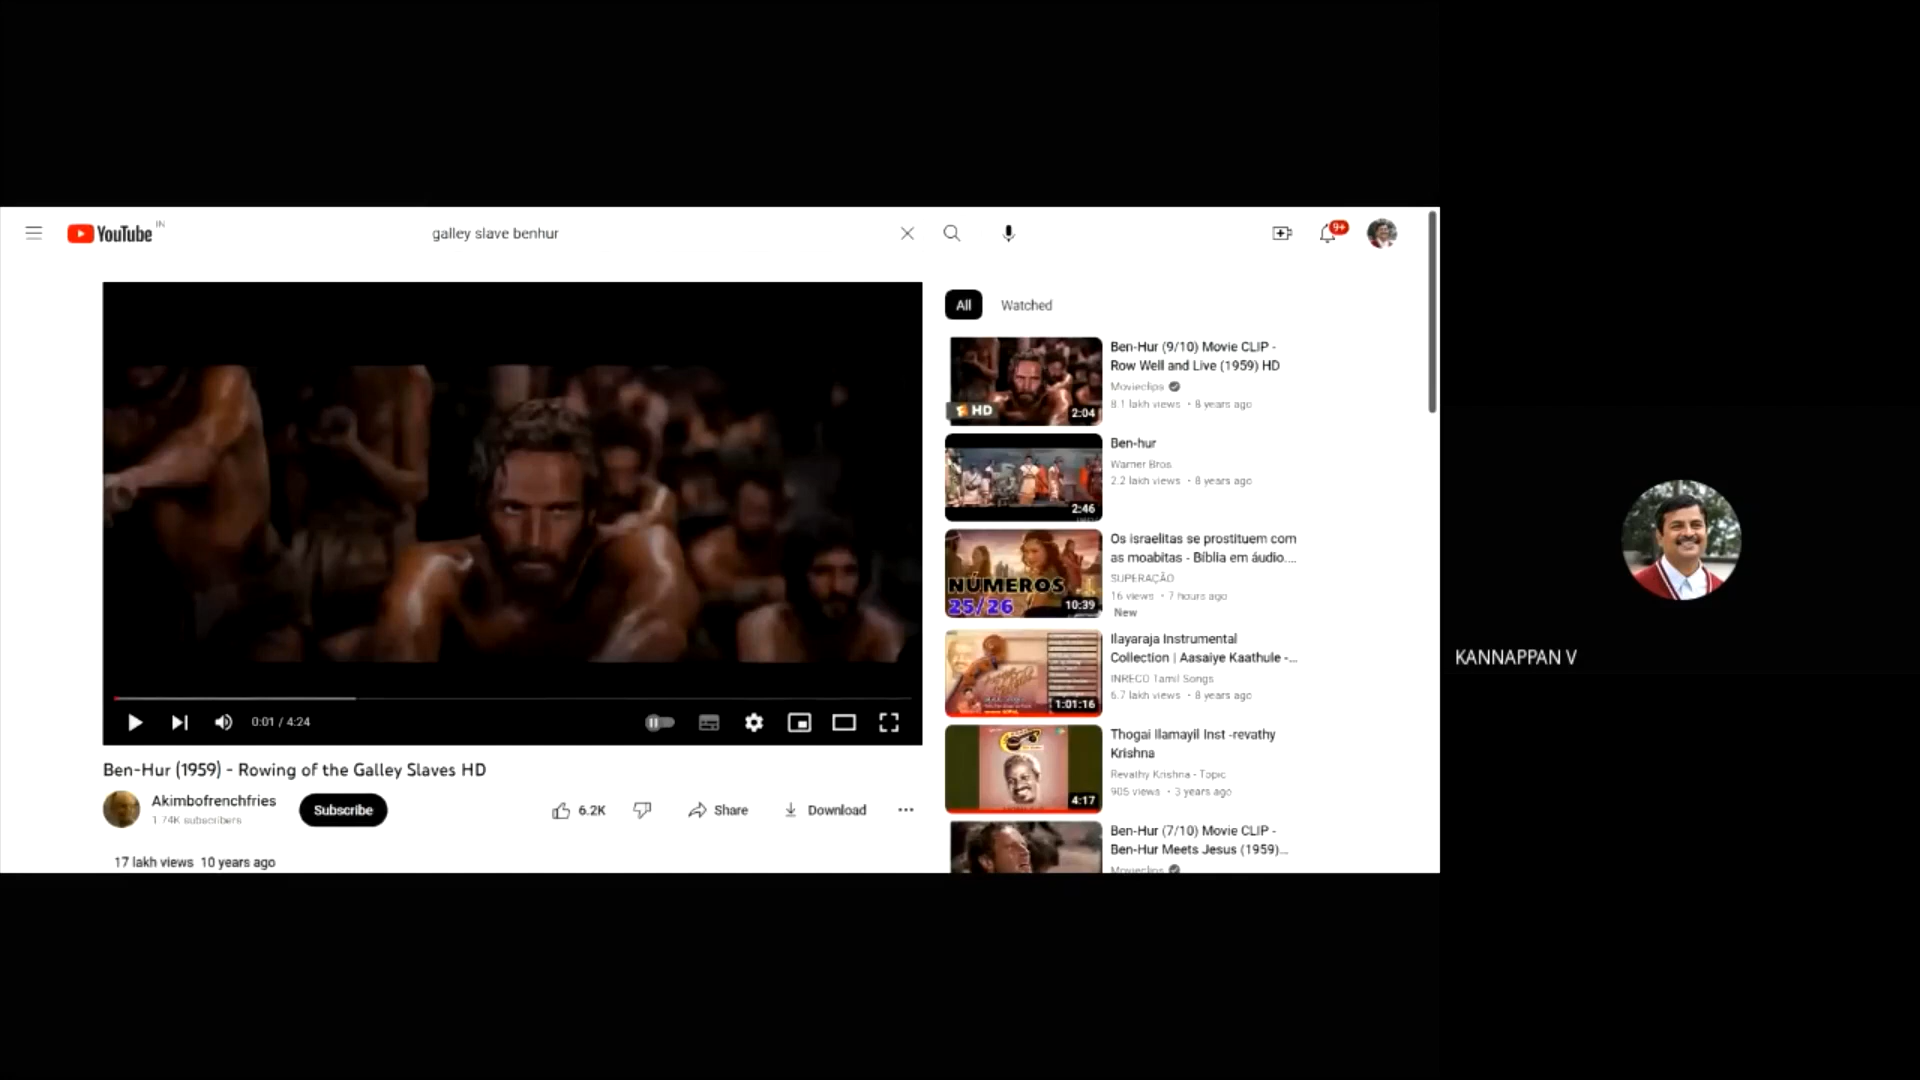 YouTube IN
galley slave benhur
9+
All
Watched
Ben-Hur (9/10) Movie CLIP -
Row Well and Live (1959) HD
Movieclips
8.1 lakh views • 8 years ago
HD
2:04
Ben-hur
Warner Bros.
2.2 lakh views • 8 years ago
2:46
Os israelitas se prostituem com
as moabitas - Bíblia em áudio....
SUPERAÇÃO
16 views • 7 hours ago
New
NÚMEROS
25/26
10:39
Ilayaraja Instrumental
Collection | Aasaiye Kaathule -...
INRECO Tamil Songs
6.7 lakh views • 8 years ago
1:01:16
Thogai Ilamayil Inst -revathy
Krishna
Revathy Krishna - Topic
905 views • 3 years ago
4:17
Ben-Hur (7/10) Movie CLIP -
Ben-Hur Meets Jesus (1959)...
Movieclips
0:01 / 4:24
Ben-Hur (1959) - Rowing of the Galley Slaves HD
Akimbofrenchfries
1.74K subscribers
Subscribe
6.2K
Share
Download
17 lakh views 10 years ago
KANNAPPAN V